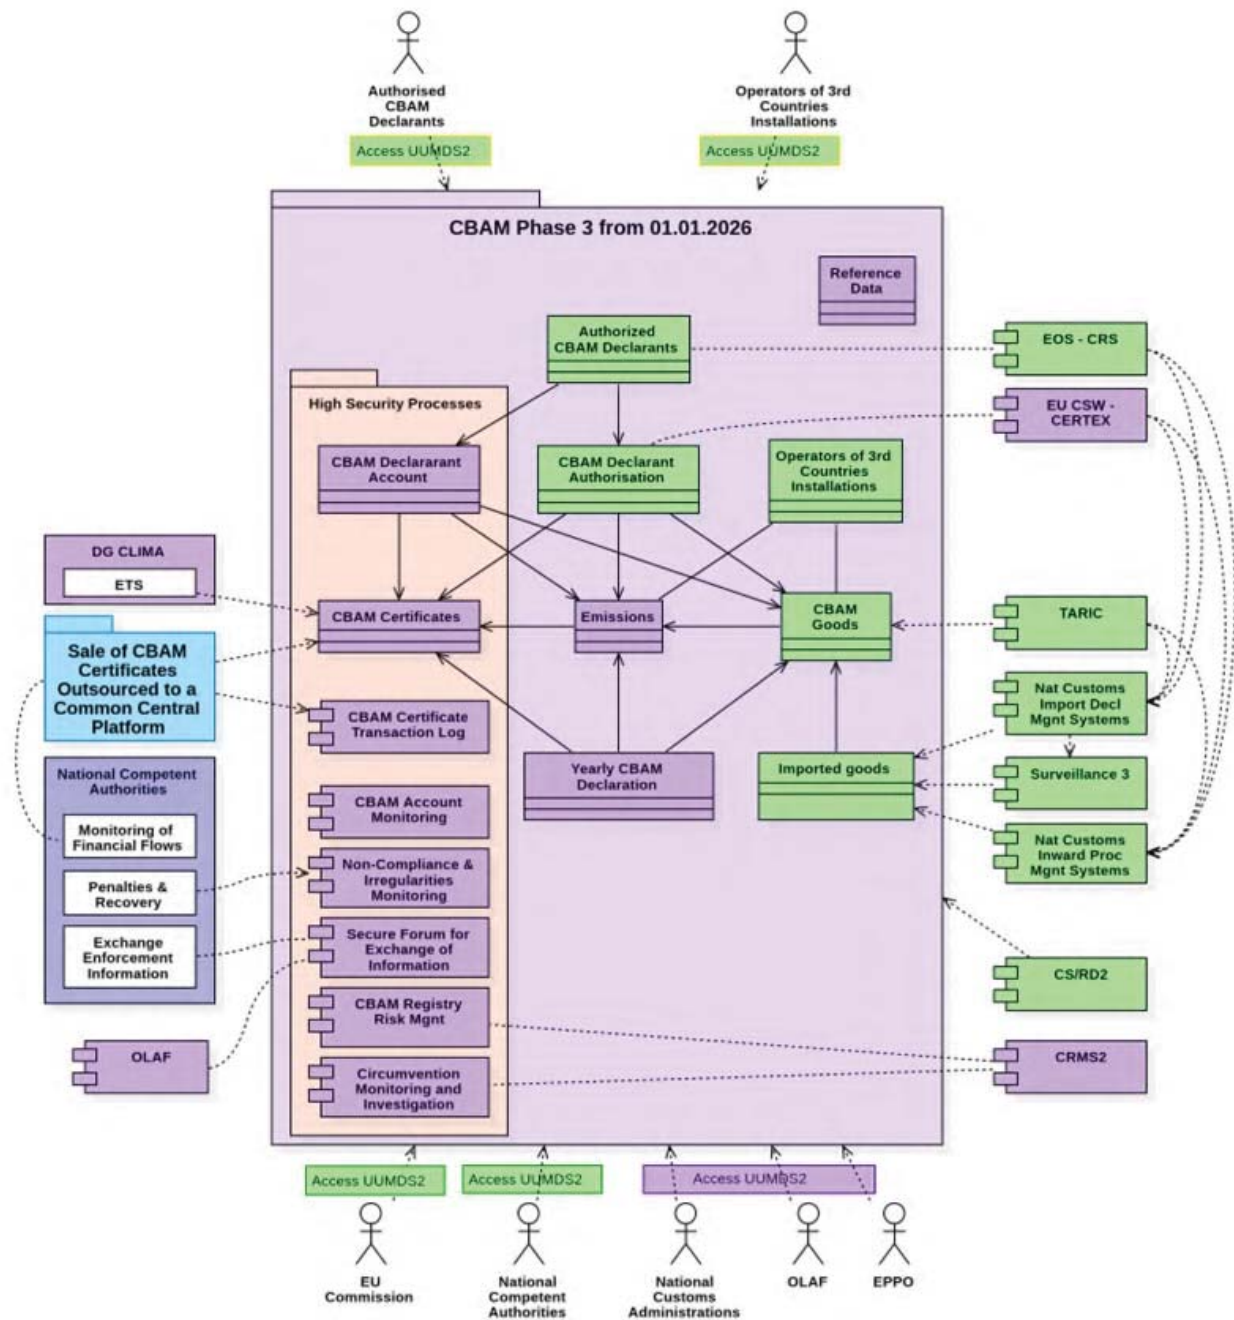 Authorised
CBAM
Declarants
Access UUMDS2
Operators of 3rd
Countries
Installations
Access UUMDS2
CBAM Phase 3 from 01.01.2026
Reference
Data
Authorized
CBAM Declarants
High Security Processes
CBAM Declararant
Account
CBAM Declarant
Authorisation
Operators of 3rd
Countries
Installations
CBAM Certificates
Emissions
CBAM
Goods
CBAM Certificate
Transaction Log
Yearly CBAM
Declaration
Imported goods
CBAM Account
Monitoring
Non-Compliance &
Irregularities
Monitoring
Secure Forum for
Exchange of
Information
CBAM Registry
Risk Mgnt
Circumvention
Monitoring and
Investigation
DG CLIMA
ETS
Sale of CBAM
Certificates
Outsourced to a
Common Central
Platform
National Competent
Authorities
Monitoring of
Financial Flows
Penalties &
Recovery
Exchange
Enforcement
Information
OLAF
EOS - CRS
EU CSW -
CERTEX
TARIC
Nat Customs
Import Decl
Mgnt Systems
Surveillance 3
Nat Customs
Inward Proc
Mgnt Systems
CS/RD2
CRMS2
Access UUMDS2
Access UUMDS2
Access UUMDS2
EU
Commission
National
Competent
Authorities
National
Customs
Administrations
OLAF
EPPO